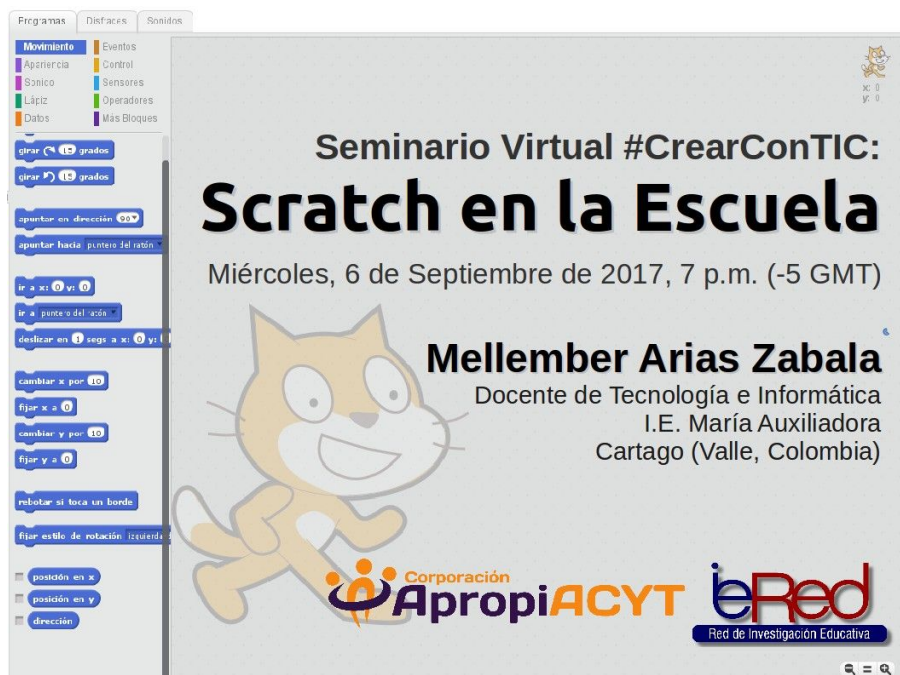 Programas Disfraces Sonidos
Movimiento Eventos
Apariencia Control
Sonido Sensores
Lápiz Operadores
Datos Más Bloques
x: 0
y: 0
girar 15 grados
girar 15 grados
apuntar en dirección 90
apuntar hacia puntero del ratón
ir a x: 0 y: 0
ir a puntero del ratón
deslizar en 1 segs a x: 0 y:
cambiar x por 10
fijar x a 0
cambiar y por 10
fijar y a 0
rebotar si toca un borde
fijar estilo de rotación
posición en x
posición en y
dirección
Seminario Virtual #CrearConTIC:
Scratch en la Escuela
Miércoles, 6 de Septiembre de 2017, 7 p.m. (-5 GMT)
Mellember Arias Zabala
Docente de Tecnología e Informática
I.E. María Auxiliadora
Cartago (Valle, Colombia)
Corporación
ApropiACYT
ieRed
Red de Investigación Educativa